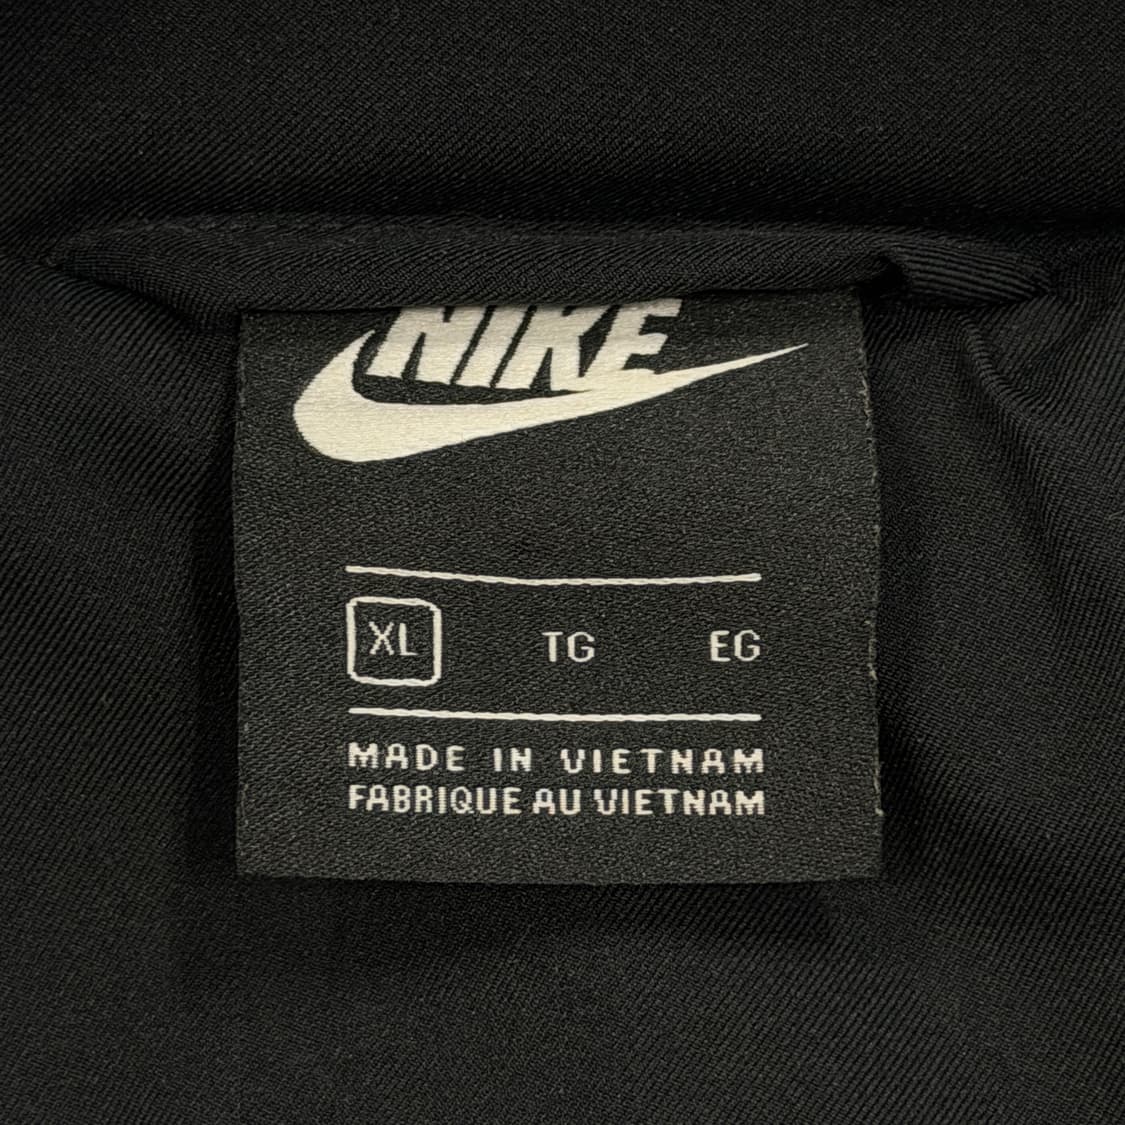 NIKE
XL TG EG
MADE IN VIETNAM
FABRIQUE AU VIETNAM